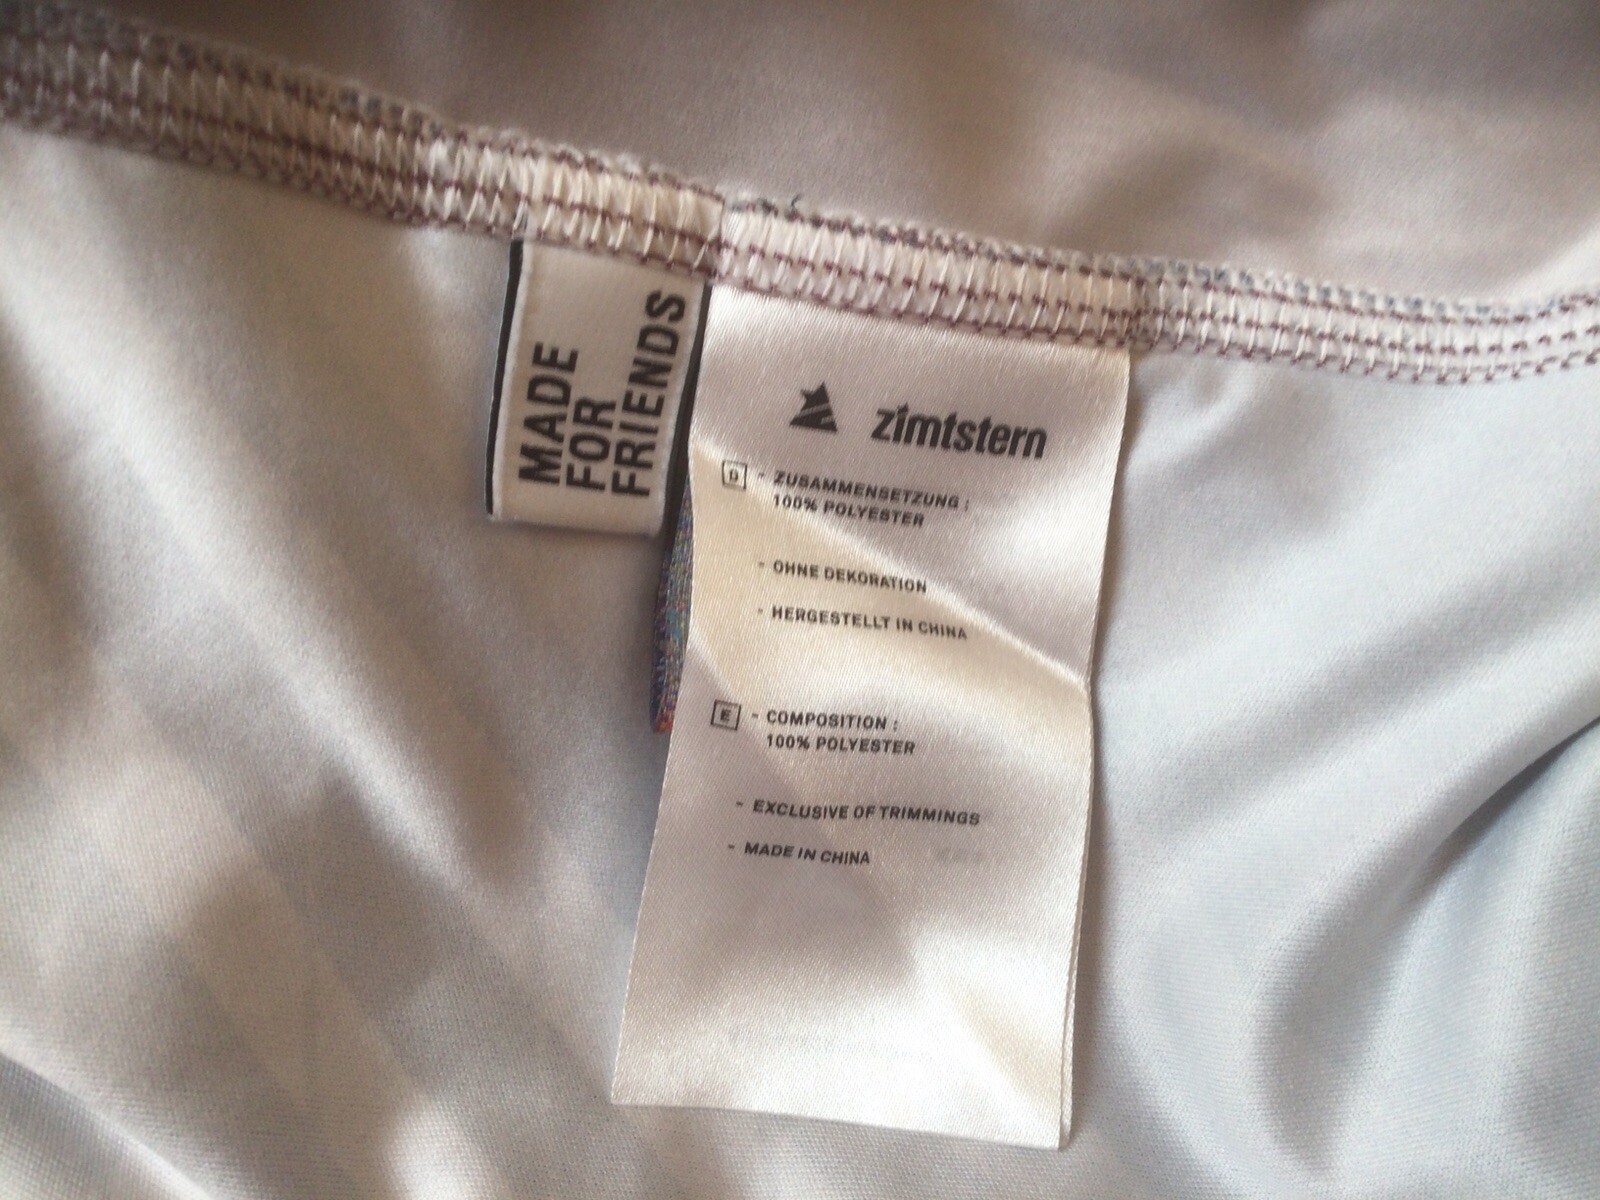 MADE
FOR
FRIENDS
zimtstern
D - ZUSAMMENSETZUNG :
100% POLYESTER
- OHNE DEKORATION
- HERGESTELLT IN CHINA
E - COMPOSITION :
100% POLYESTER
- EXCLUSIVE OF TRIMMINGS
- MADE IN CHINA